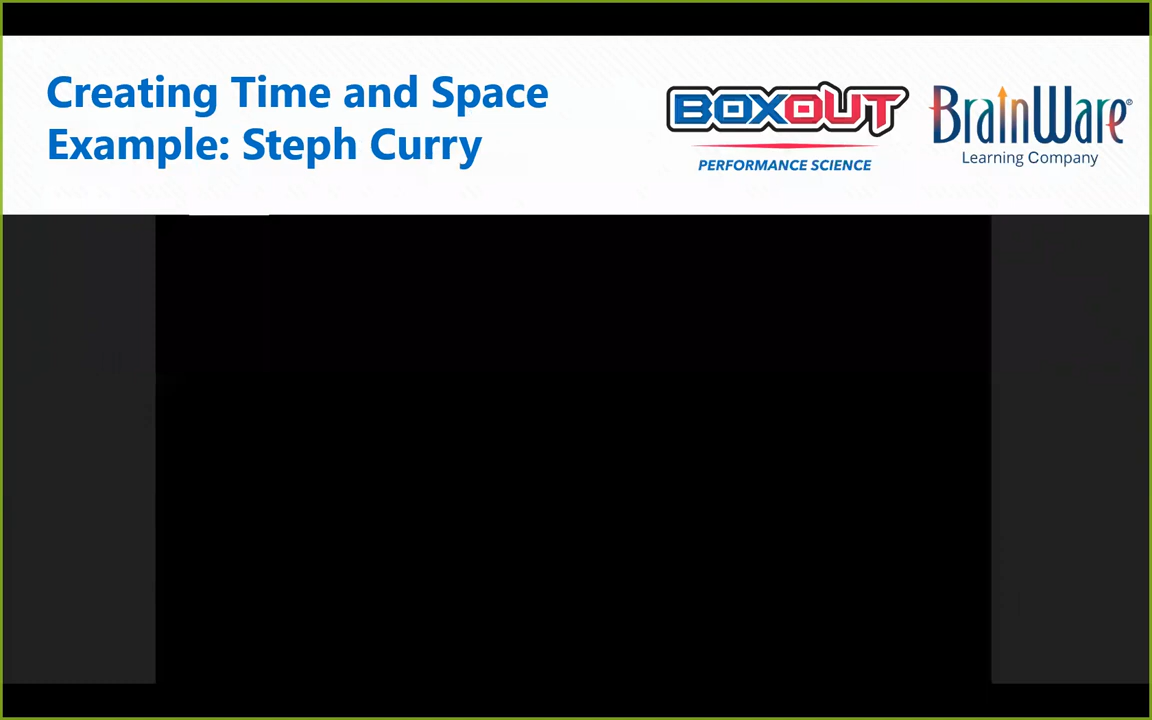 Creating Time and Space
Example: Steph Curry
BOXOUT
PERFORMANCE SCIENCE
BrainWare®
Learning Company